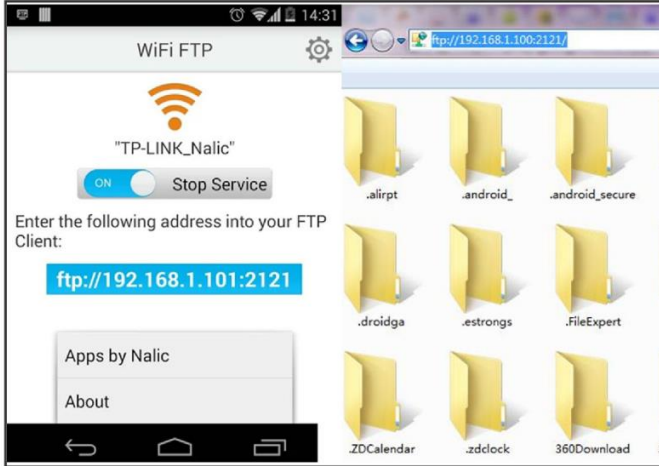 14:31
WiFi FTP
"TP-LINK_Nalic"
ON
Stop Service
Enter the following address into your FTP
Client:
ftp://192.168.1.101:2121
Apps by Nalic
About
ftp://192.168.1.100:2121/
.alirpt .android_ .android_secure
.droidga .estrongs .FileExpert
.ZDCalendar .zdclock 360Download